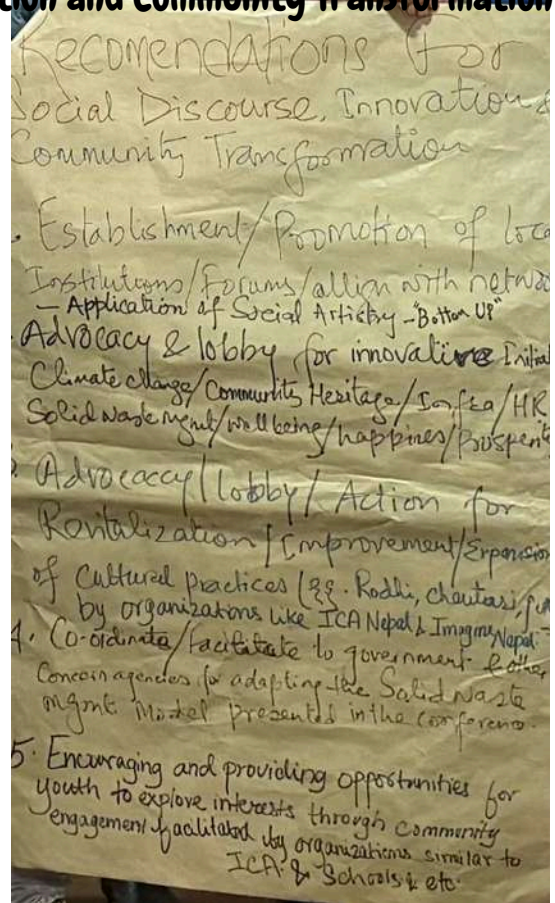 tion and Community Transformation
Recomendations For
Social Discourse, Innovation &
Community Transformation
. Establishment/Promotion of loca
Institutions/Forums/allign with netwo
– Application of Social Artistry – "Bottom Up"
Advocacy & lobby for innovative Initia
Climate change/Community Heritage/Infra/HR
Solid waste Mgmt/well being/happines/Prosperit
Advocaccy/lobby/Action for
Revitalization/Improvement/Expansion
of Cultural practices (eg. Rodhi, chautari,
by organizations like ICA Nepal & Imagine Nepal
4. Co-ordinate/facilitate to government & other
Concern agencies for adapting the Solid waste
mgmt Model presented in the conference.
5. Encouraging and providing opportunities for
youth to explore interests through community
engagement facilitated by organizations similar to
ICA & Schools & etc.